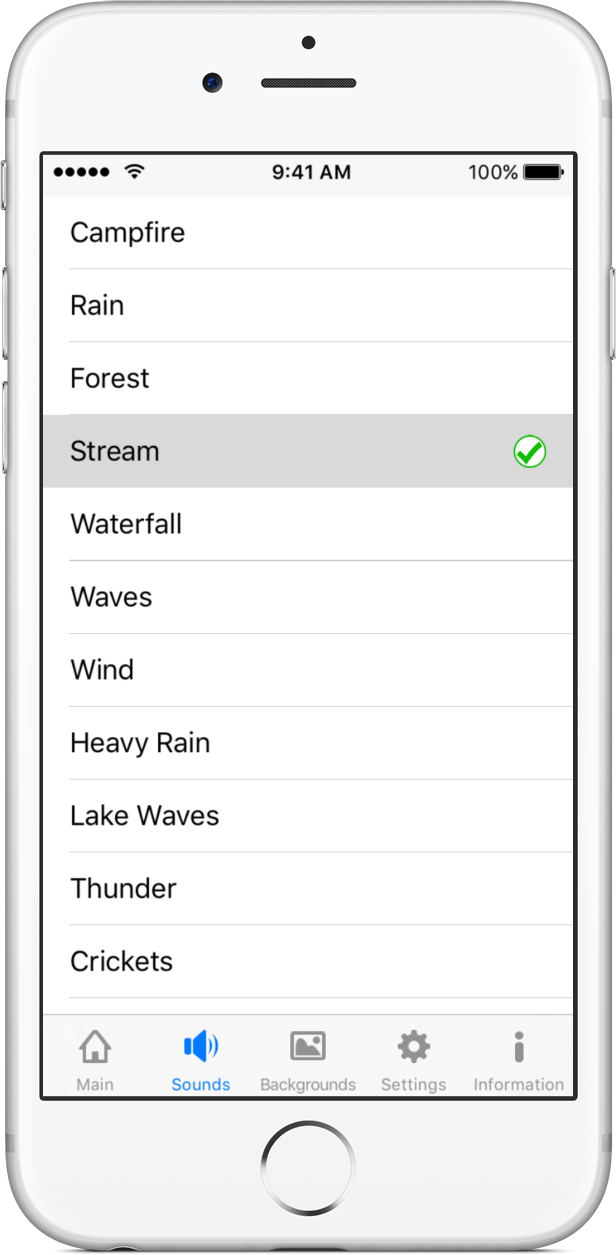 9:41 AM 100%
Campfire
Rain
Forest
Stream
Waterfall
Waves
Wind
Heavy Rain
Lake Waves
Thunder
Crickets
Main Sounds Backgrounds Settings Information